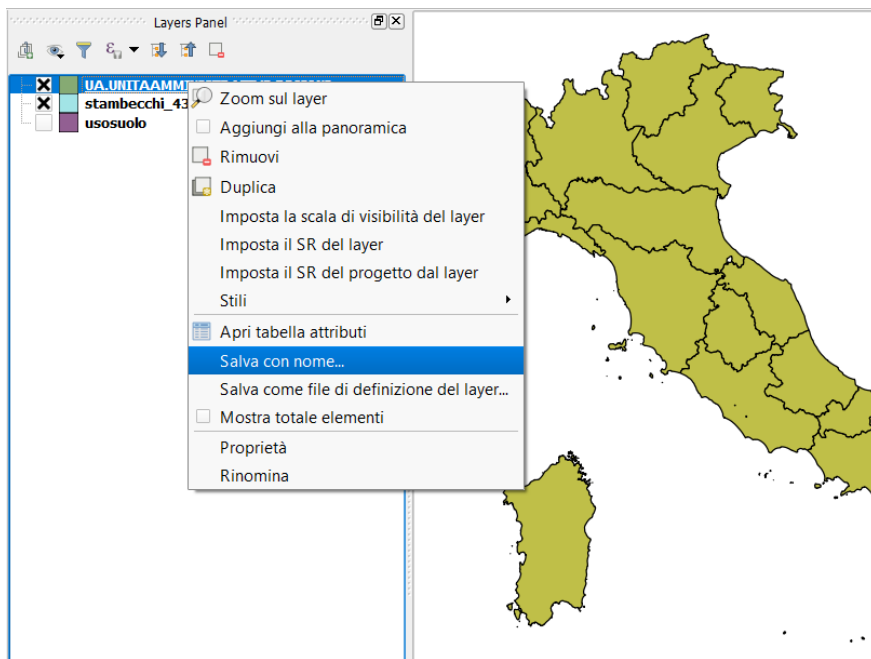 Layers Panel
stambecchi_43
usosuolo
Zoom sul layer
Aggiungi alla panoramica
Rimuovi
Duplica
Imposta la scala di visibilità del layer
Imposta il SR del layer
Imposta il SR del progetto dal layer
Stili
Apri tabella attributi
Salva con nome...
Salva come file di definizione del layer...
Mostra totale elementi
Proprietà
Rinomina